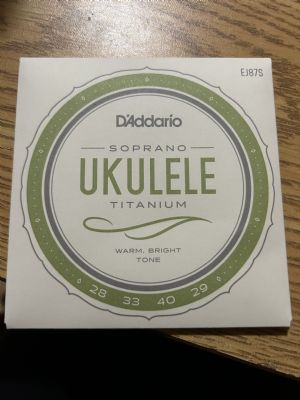 EJ87S
D'Addario
SOPRANO
UKULELE
TITANIUM
WARM, BRIGHT
TONE
28 33 40 29